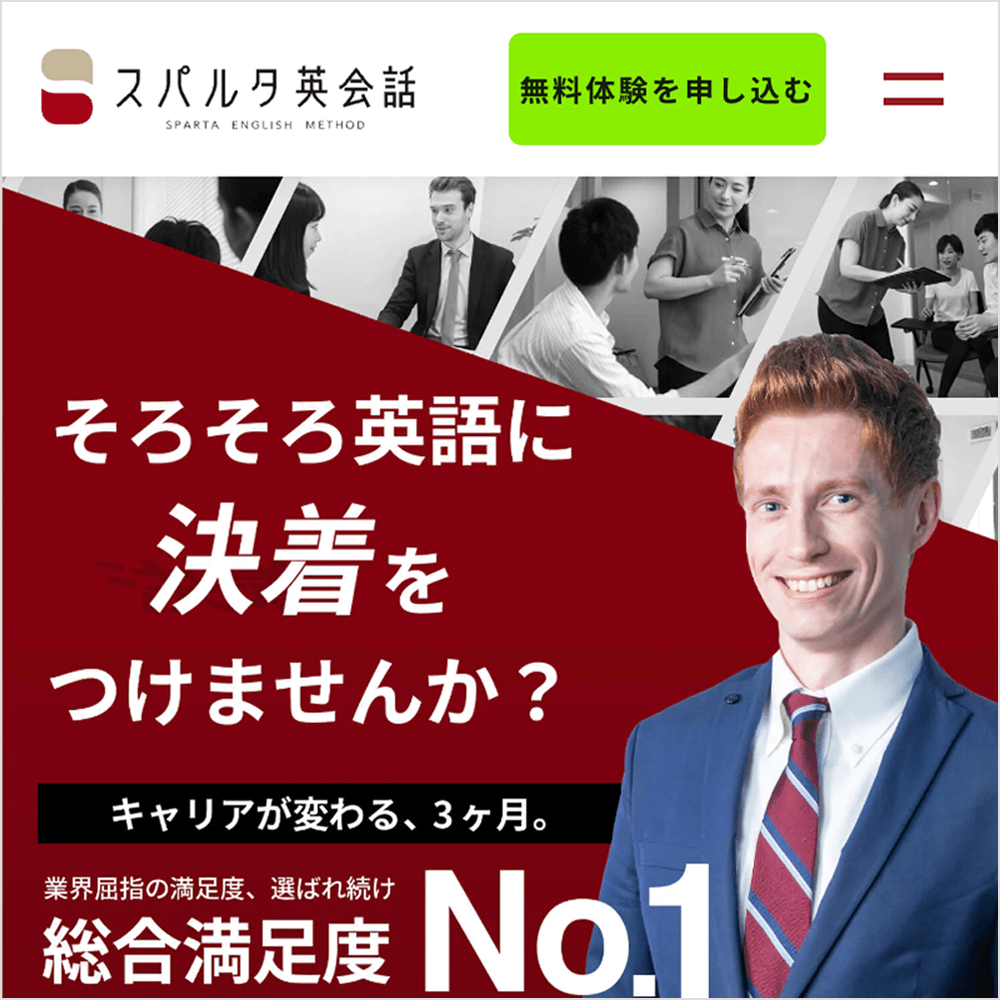 スパルタ英会話
SPARTA ENGLISH METHOD
無料体験を申し込む
そろそろ英語に
決着を
つけませんか？
キャリアが変わる、3ヶ月。
業界屈指の満足度、選ばれ続け
総合満足度 No.1